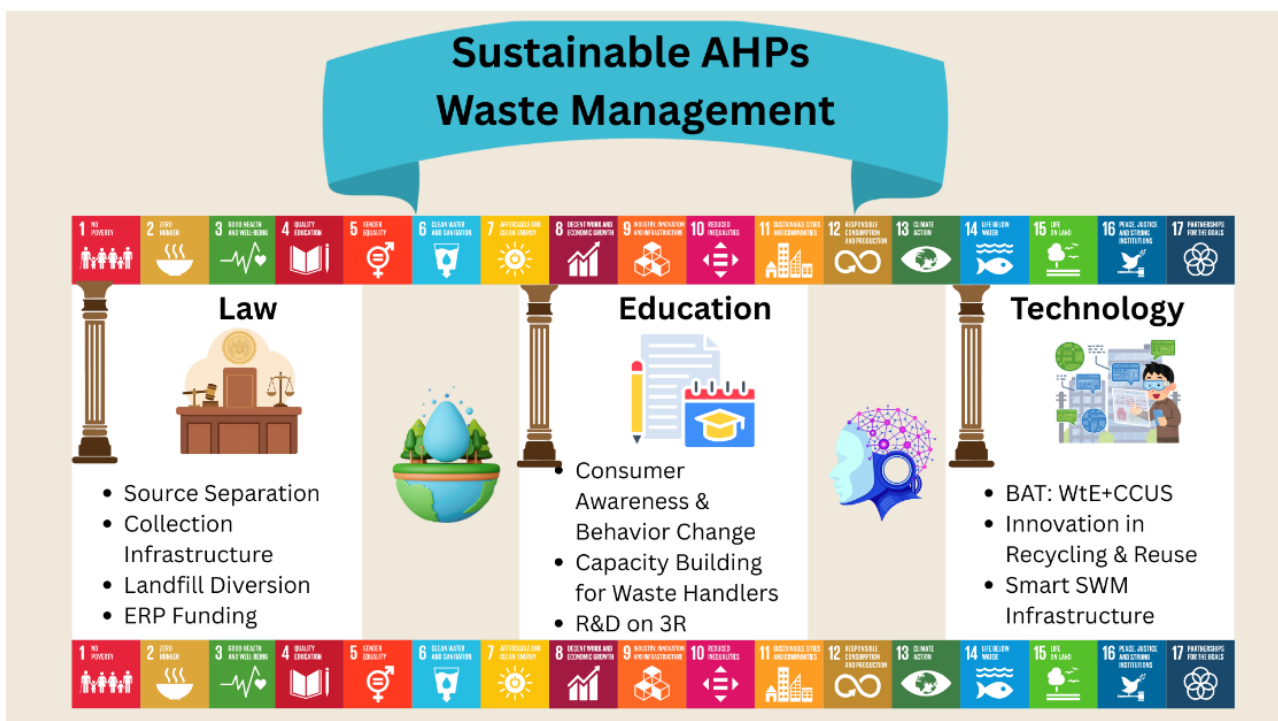 Sustainable AHPs
Waste Management
1 NO
POVERTY
2 ZERO
HUNGER
3 GOOD HEALTH
AND WELL-BEING
4 QUALITY
EDUCATION
5 GENDER
EQUALITY
6 CLEAN WATER
AND SANITATION
7 AFFORDABLE AND
CLEAN ENERGY
8 DECENT WORK AND
ECONOMIC GROWTH
9 INDUSTRY, INNOVATION
AND INFRASTRUCTURE
10 REDUCED
INEQUALITIES
11 SUSTAINABLE CITIES
AND COMMUNITIES
12 RESPONSIBLE
CONSUMPTION
AND PRODUCTION
13 CLIMATE
ACTION
14 LIFE BELOW
WATER
15 LIFE
ON LAND
16 PEACE, JUSTICE
AND STRONG
INSTITUTIONS
17 PARTNERSHIPS
FOR THE GOALS
Law
• Source Separation
• Collection
Infrastructure
• Landfill Diversion
• ERP Funding
Education
• Consumer
Awareness &
Behavior Change
• Capacity Building
for Waste Handlers
• R&D on 3R
Technology
• BAT: WtE+CCUS
• Innovation in
Recycling & Reuse
• Smart SWM
Infrastructure
1 NO
POVERTY
2 ZERO
HUNGER
3 GOOD HEALTH
AND WELL-BEING
4 QUALITY
EDUCATION
5 GENDER
EQUALITY
6 CLEAN WATER
AND SANITATION
7 AFFORDABLE AND
CLEAN ENERGY
8 DECENT WORK AND
ECONOMIC GROWTH
9 INDUSTRY, INNOVATION
AND INFRASTRUCTURE
10 REDUCED
INEQUALITIES
11 SUSTAINABLE CITIES
AND COMMUNITIES
12 RESPONSIBLE
CONSUMPTION
AND PRODUCTION
13 CLIMATE
ACTION
14 LIFE BELOW
WATER
15 LIFE
ON LAND
16 PEACE, JUSTICE
AND STRONG
INSTITUTIONS
17 PARTNERSHIPS
FOR THE GOALS